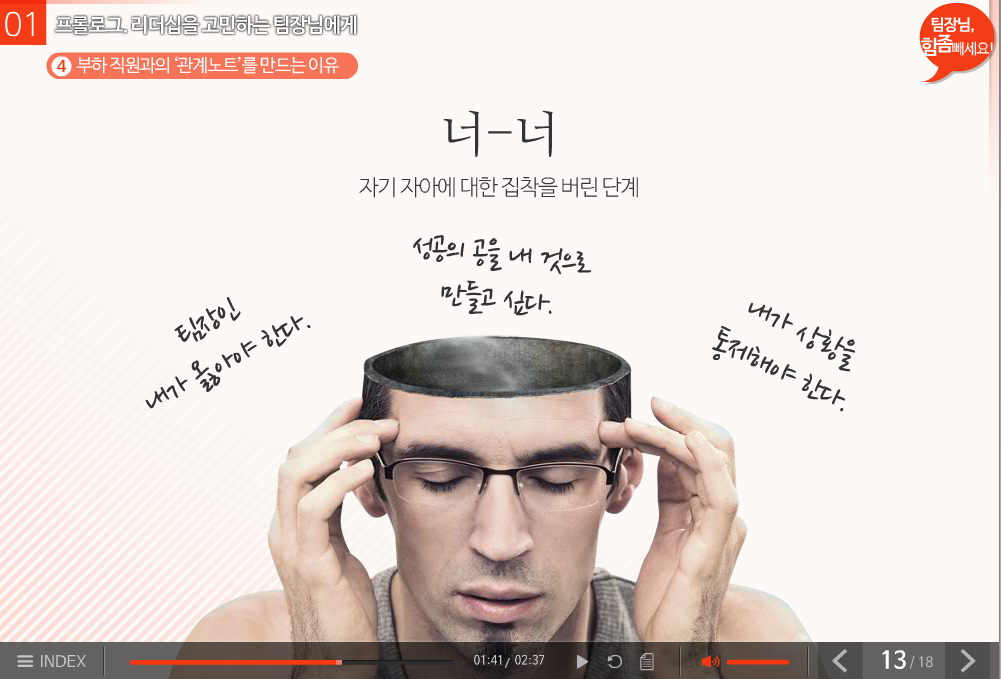 01 프롤로그. 리더십을 고민하는 팀장님에게
팀장님,
힘좀빼세요!
4 부하 직원과의 '관계노트'를 만드는 이유
너-너
자기 자아에 대한 집착을 버린 단계
성공의 공을 내 것으로
만들고 싶다.
팀장인
내가 옳아야 한다.
내가 상황을
통제해야 한다.
INDEX 01:41 / 02:37 13 / 18